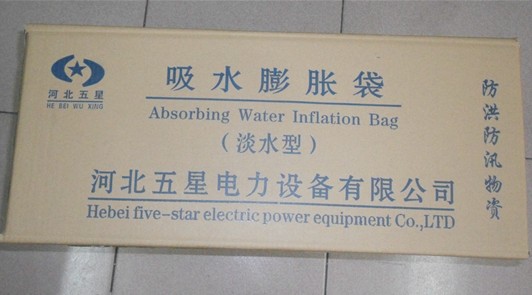 河北五星
HE BEI WU XING
吸水膨胀袋
Absorbing Water Inflation Bag
（淡水型）
河北五星电力设备有限公司
Hebei five-star electric power equipment Co.,LTD
防洪防汛物資